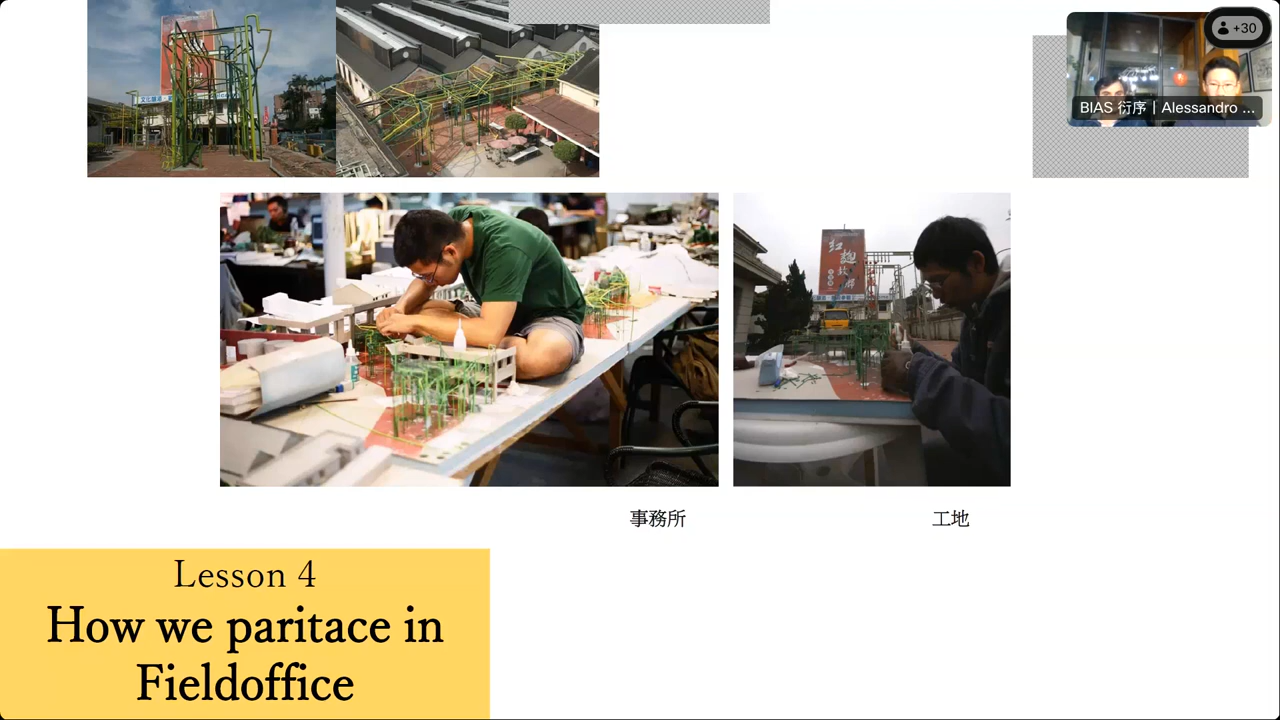 +30
BIAS 衍序 | Alessandro ...
事務所
工地
Lesson 4
How we paritace in
Fieldoffice